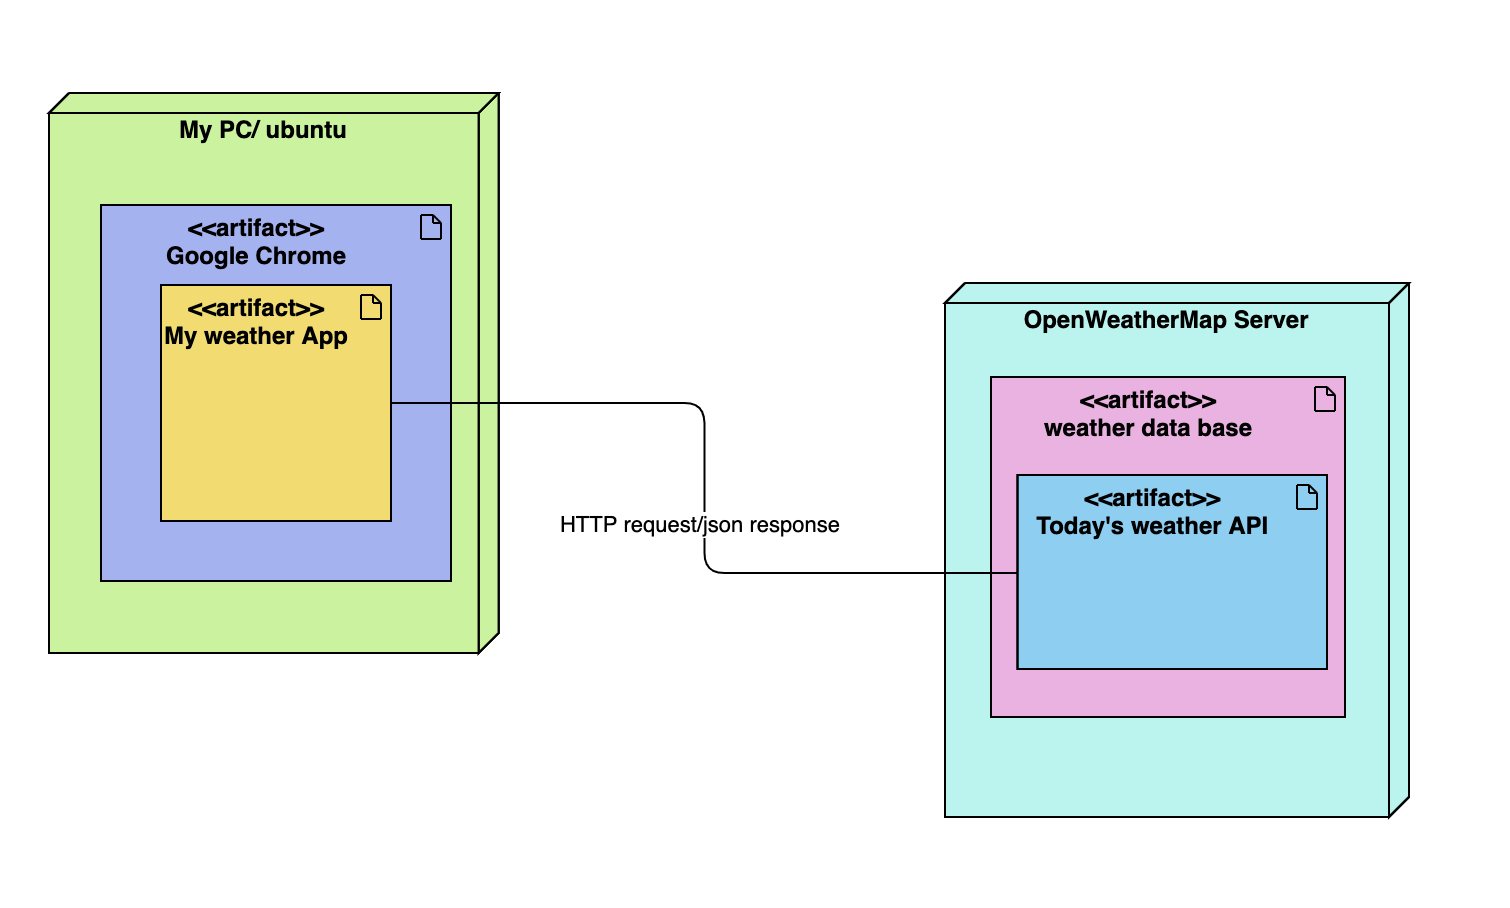 My PC/ ubuntu
<<artifact>>
Google Chrome
<<artifact>>
My weather App
HTTP request/json response
OpenWeatherMap Server
<<artifact>>
weather data base
<<artifact>>
Today's weather API